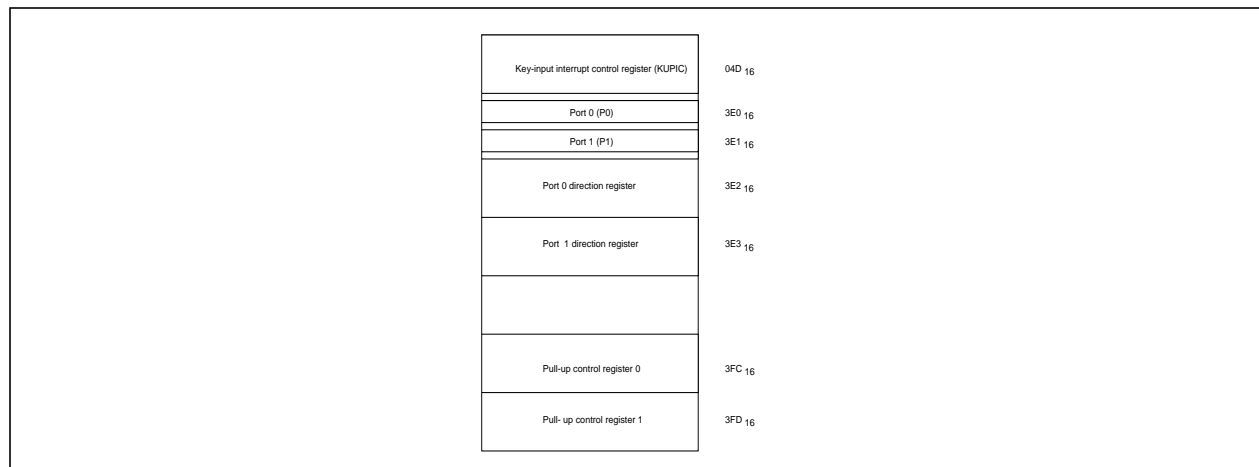 Key-input interrupt control register (KUPIC) 04D 16
Port 0 (P0) 3E0 16
Port 1 (P1) 3E1 16
Port 0 direction register 3E2 16
Port 1 direction register 3E3 16
Pull-up control register 0 3FC 16
Pull- up control register 1 3FD 16